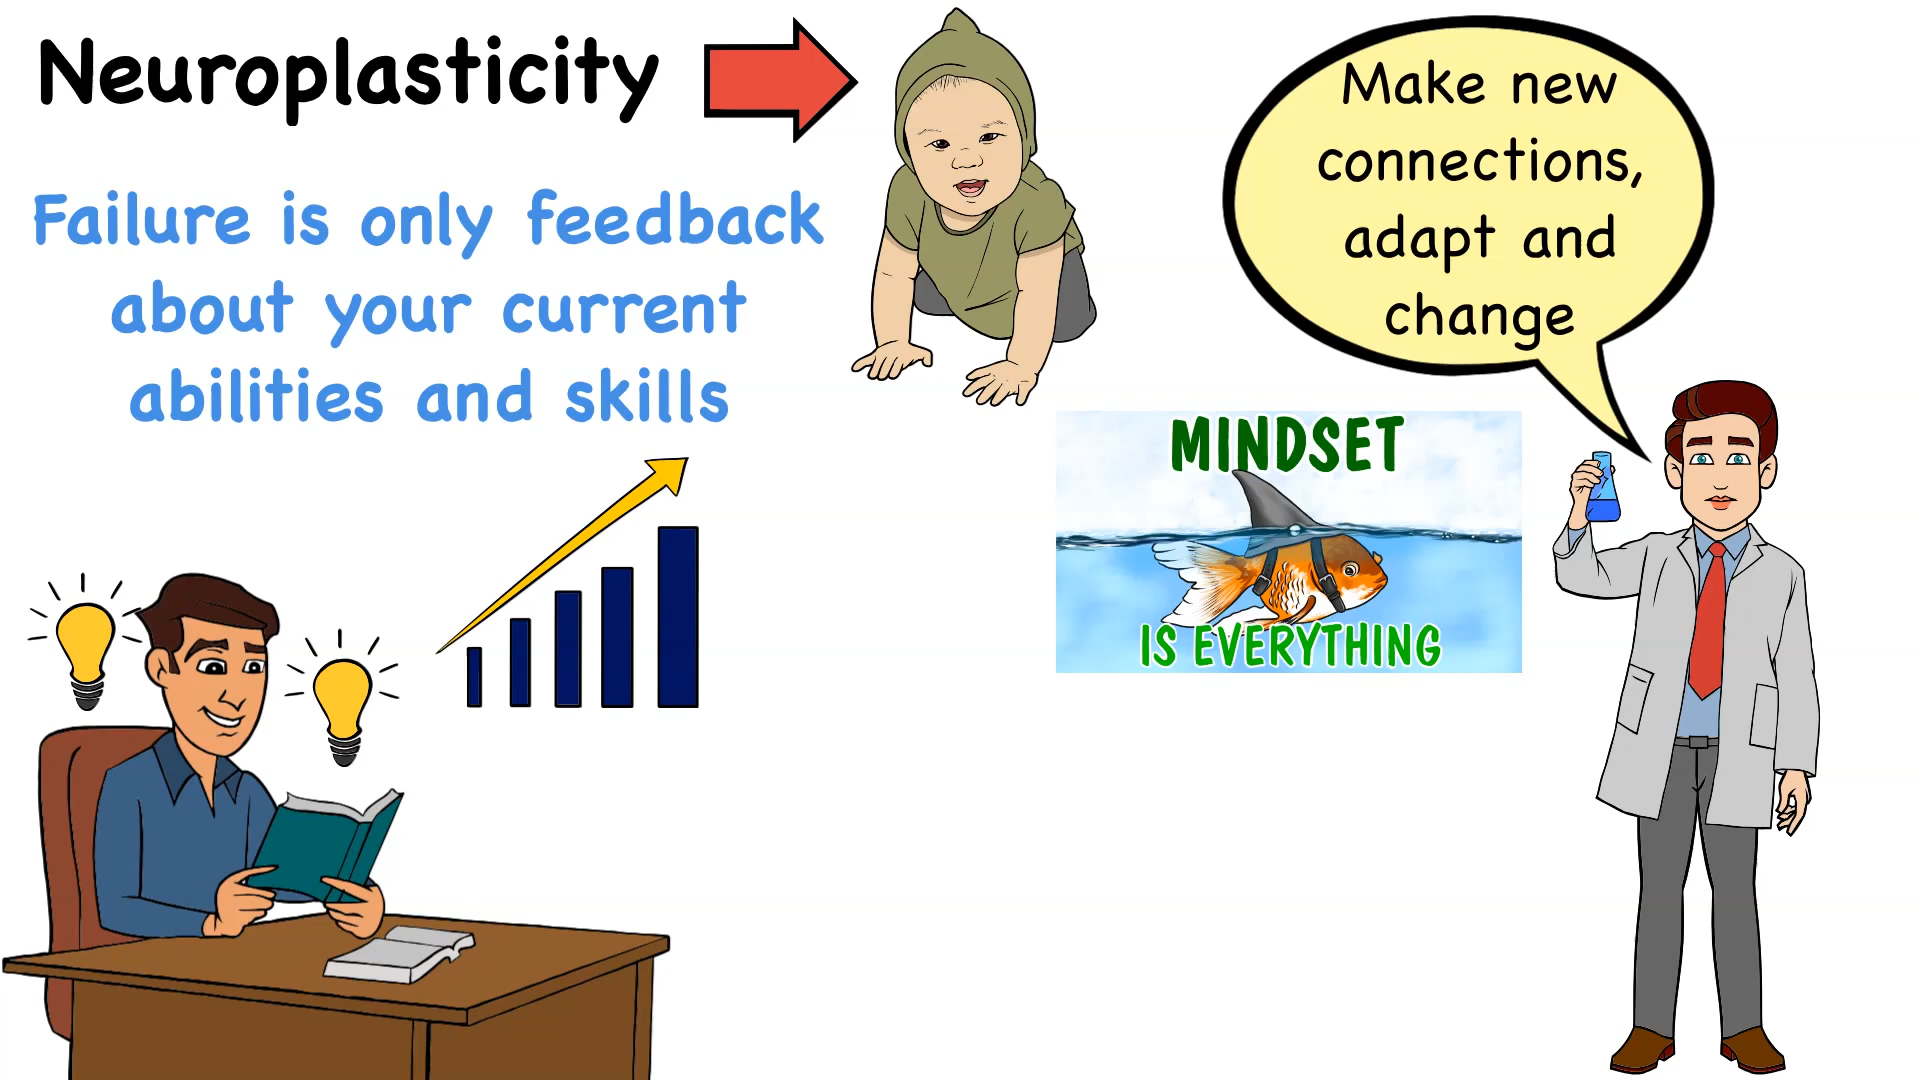 Neuroplasticity
Failure is only feedback
about your current
abilities and skills
Make new
connections,
adapt and
change
MINDSET
IS EVERYTHING